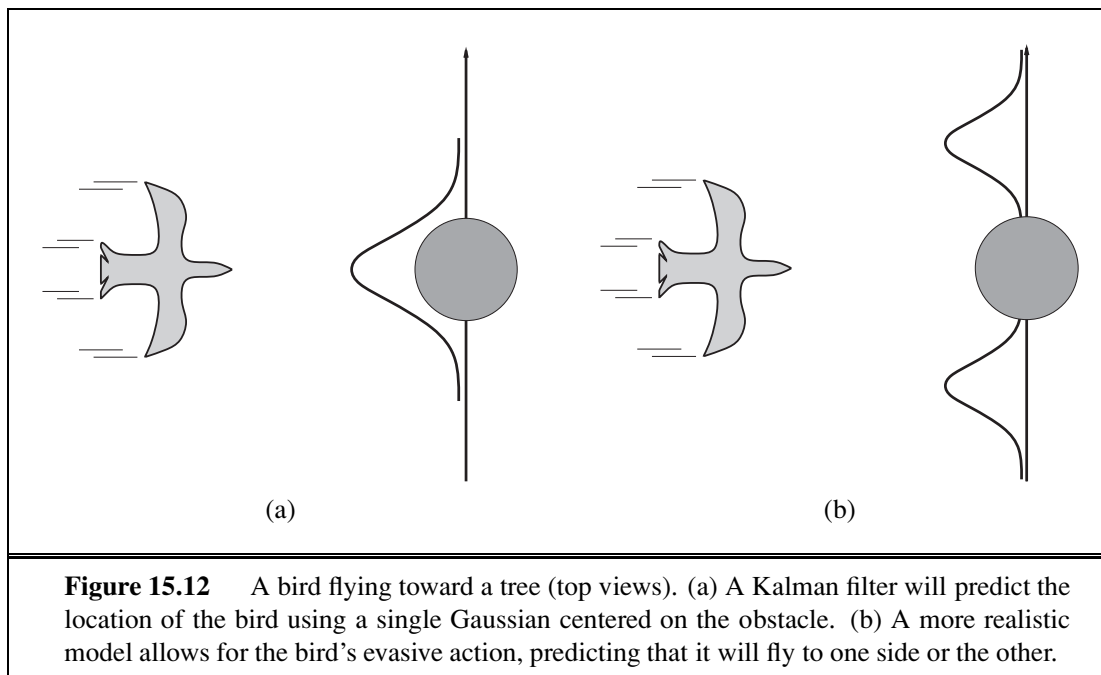 (a)
(b)
Figure 15.12 A bird flying toward a tree (top views). (a) A Kalman filter will predict the
location of the bird using a single Gaussian centered on the obstacle. (b) A more realistic
model allows for the bird's evasive action, predicting that it will fly to one side or the other.